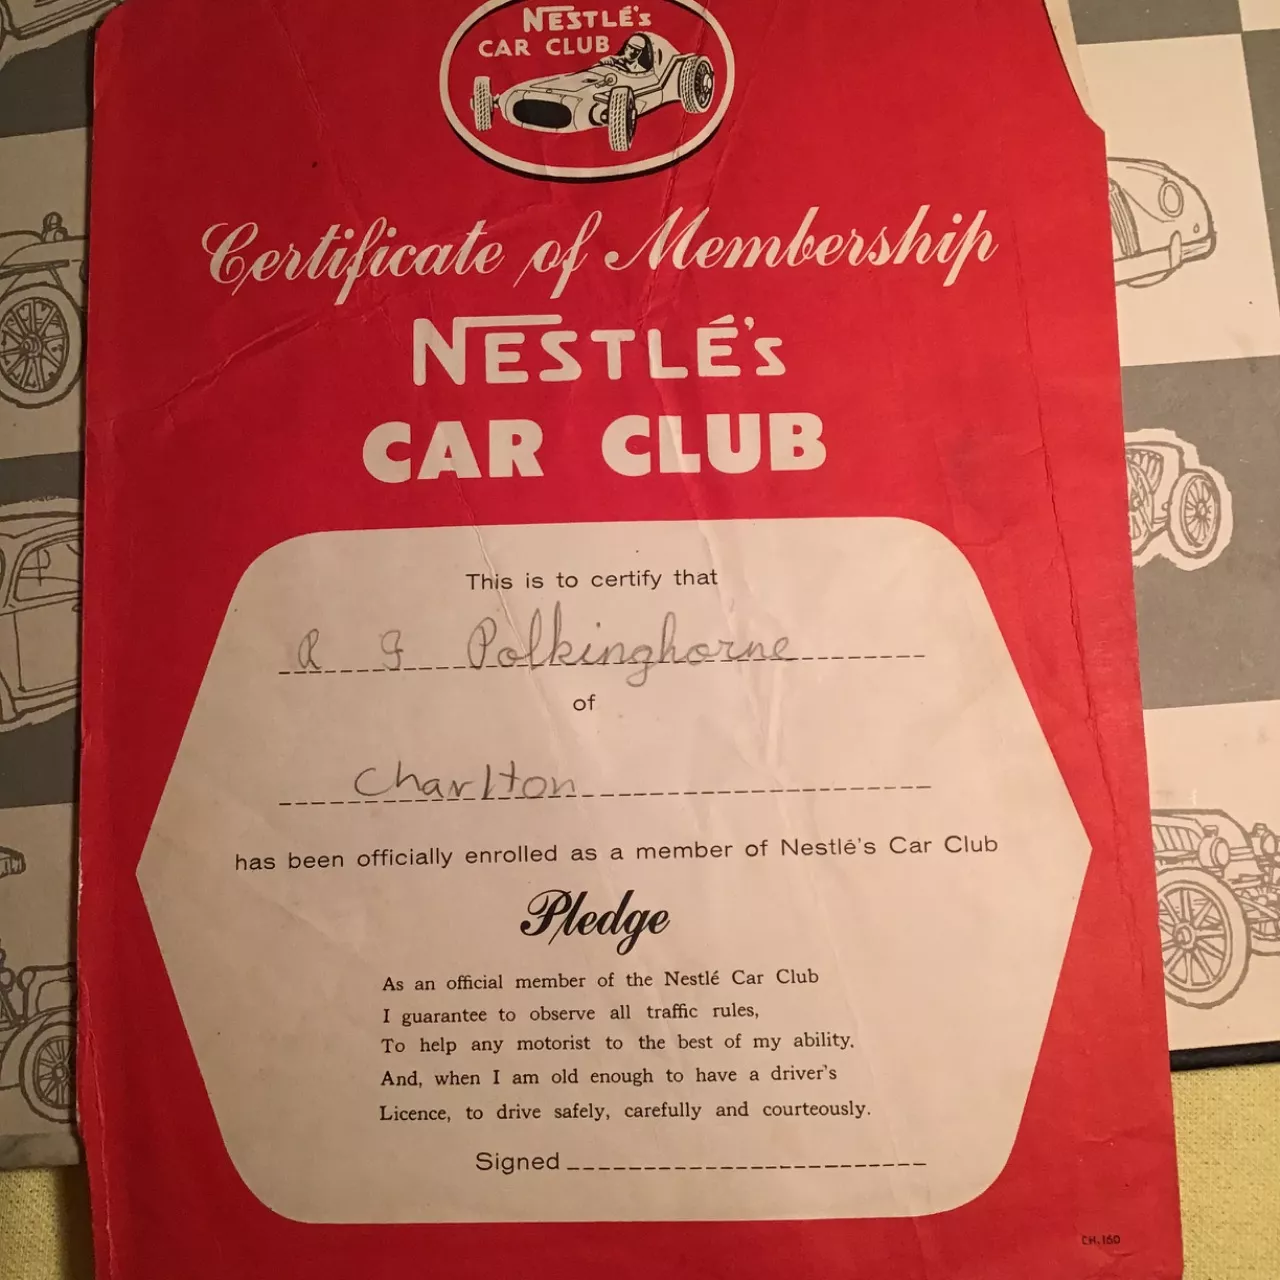 NESTLÉ's
CAR CLUB
Certificate of Membership
NESTLÉ's
CAR CLUB
This is to certify that
R G Polkinghorne
of
Charlton
has been officially enrolled as a member of Nestlé's Car Club
Pledge
As an official member of the Nestlé Car Club
I guarantee to observe all traffic rules,
To help any motorist to the best of my ability.
And, when I am old enough to have a driver's
Licence, to drive safely, carefully and courteously.
Signed
CH.160